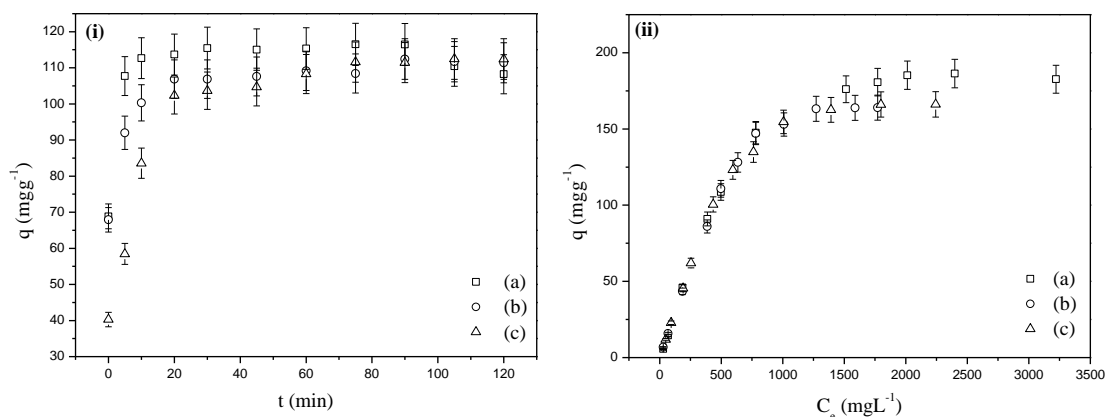 (i)
120
110
100
90
80
70
60
50
40
30
q (mgg⁻¹)
0 20 40 60 80 100 120
t (min)
(a)
(b)
(c)
(ii)
200
150
100
50
0
q (mgg⁻¹)
0 500 1000 1500 2000 2500 3000 3500
Cₑ (mgL⁻¹)
(a)
(b)
(c)